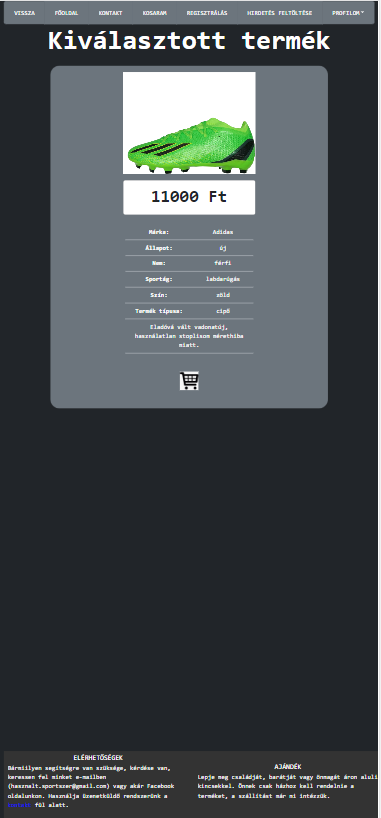 VISSZA FŐOLDAL KONTAKT KOSARAM REGISZTRÁLÁS HIRDETÉS FELTÖLTÉSE PROFILOM
Kiválasztott termék
11000 Ft
Márka: Adidas
Állapot: új
Nem: férfi
Sportág: labdarúgás
Szín: zöld
Termék típusa: cipő
Eladóvá vált vadonatúj,
használatlan stoplisom mérethiba
miatt.
ELÉRHETŐSÉGEK
Bármilyen segítségre van szüksége, kérdése van,
keressen fel minket e-mailben
(hasznalt.sportszer@gmail.com) vagy akár Facebook
oldalunkon. Használja üzenetküldő rendszerünk a
fül alatt.
AJÁNDÉK
Lepje meg családját, barátját vagy önmagát áron aluli
kincsekkel. Önnek csak házhoz kell rendelnie a
terméket, a szállítást már mi intézzük.